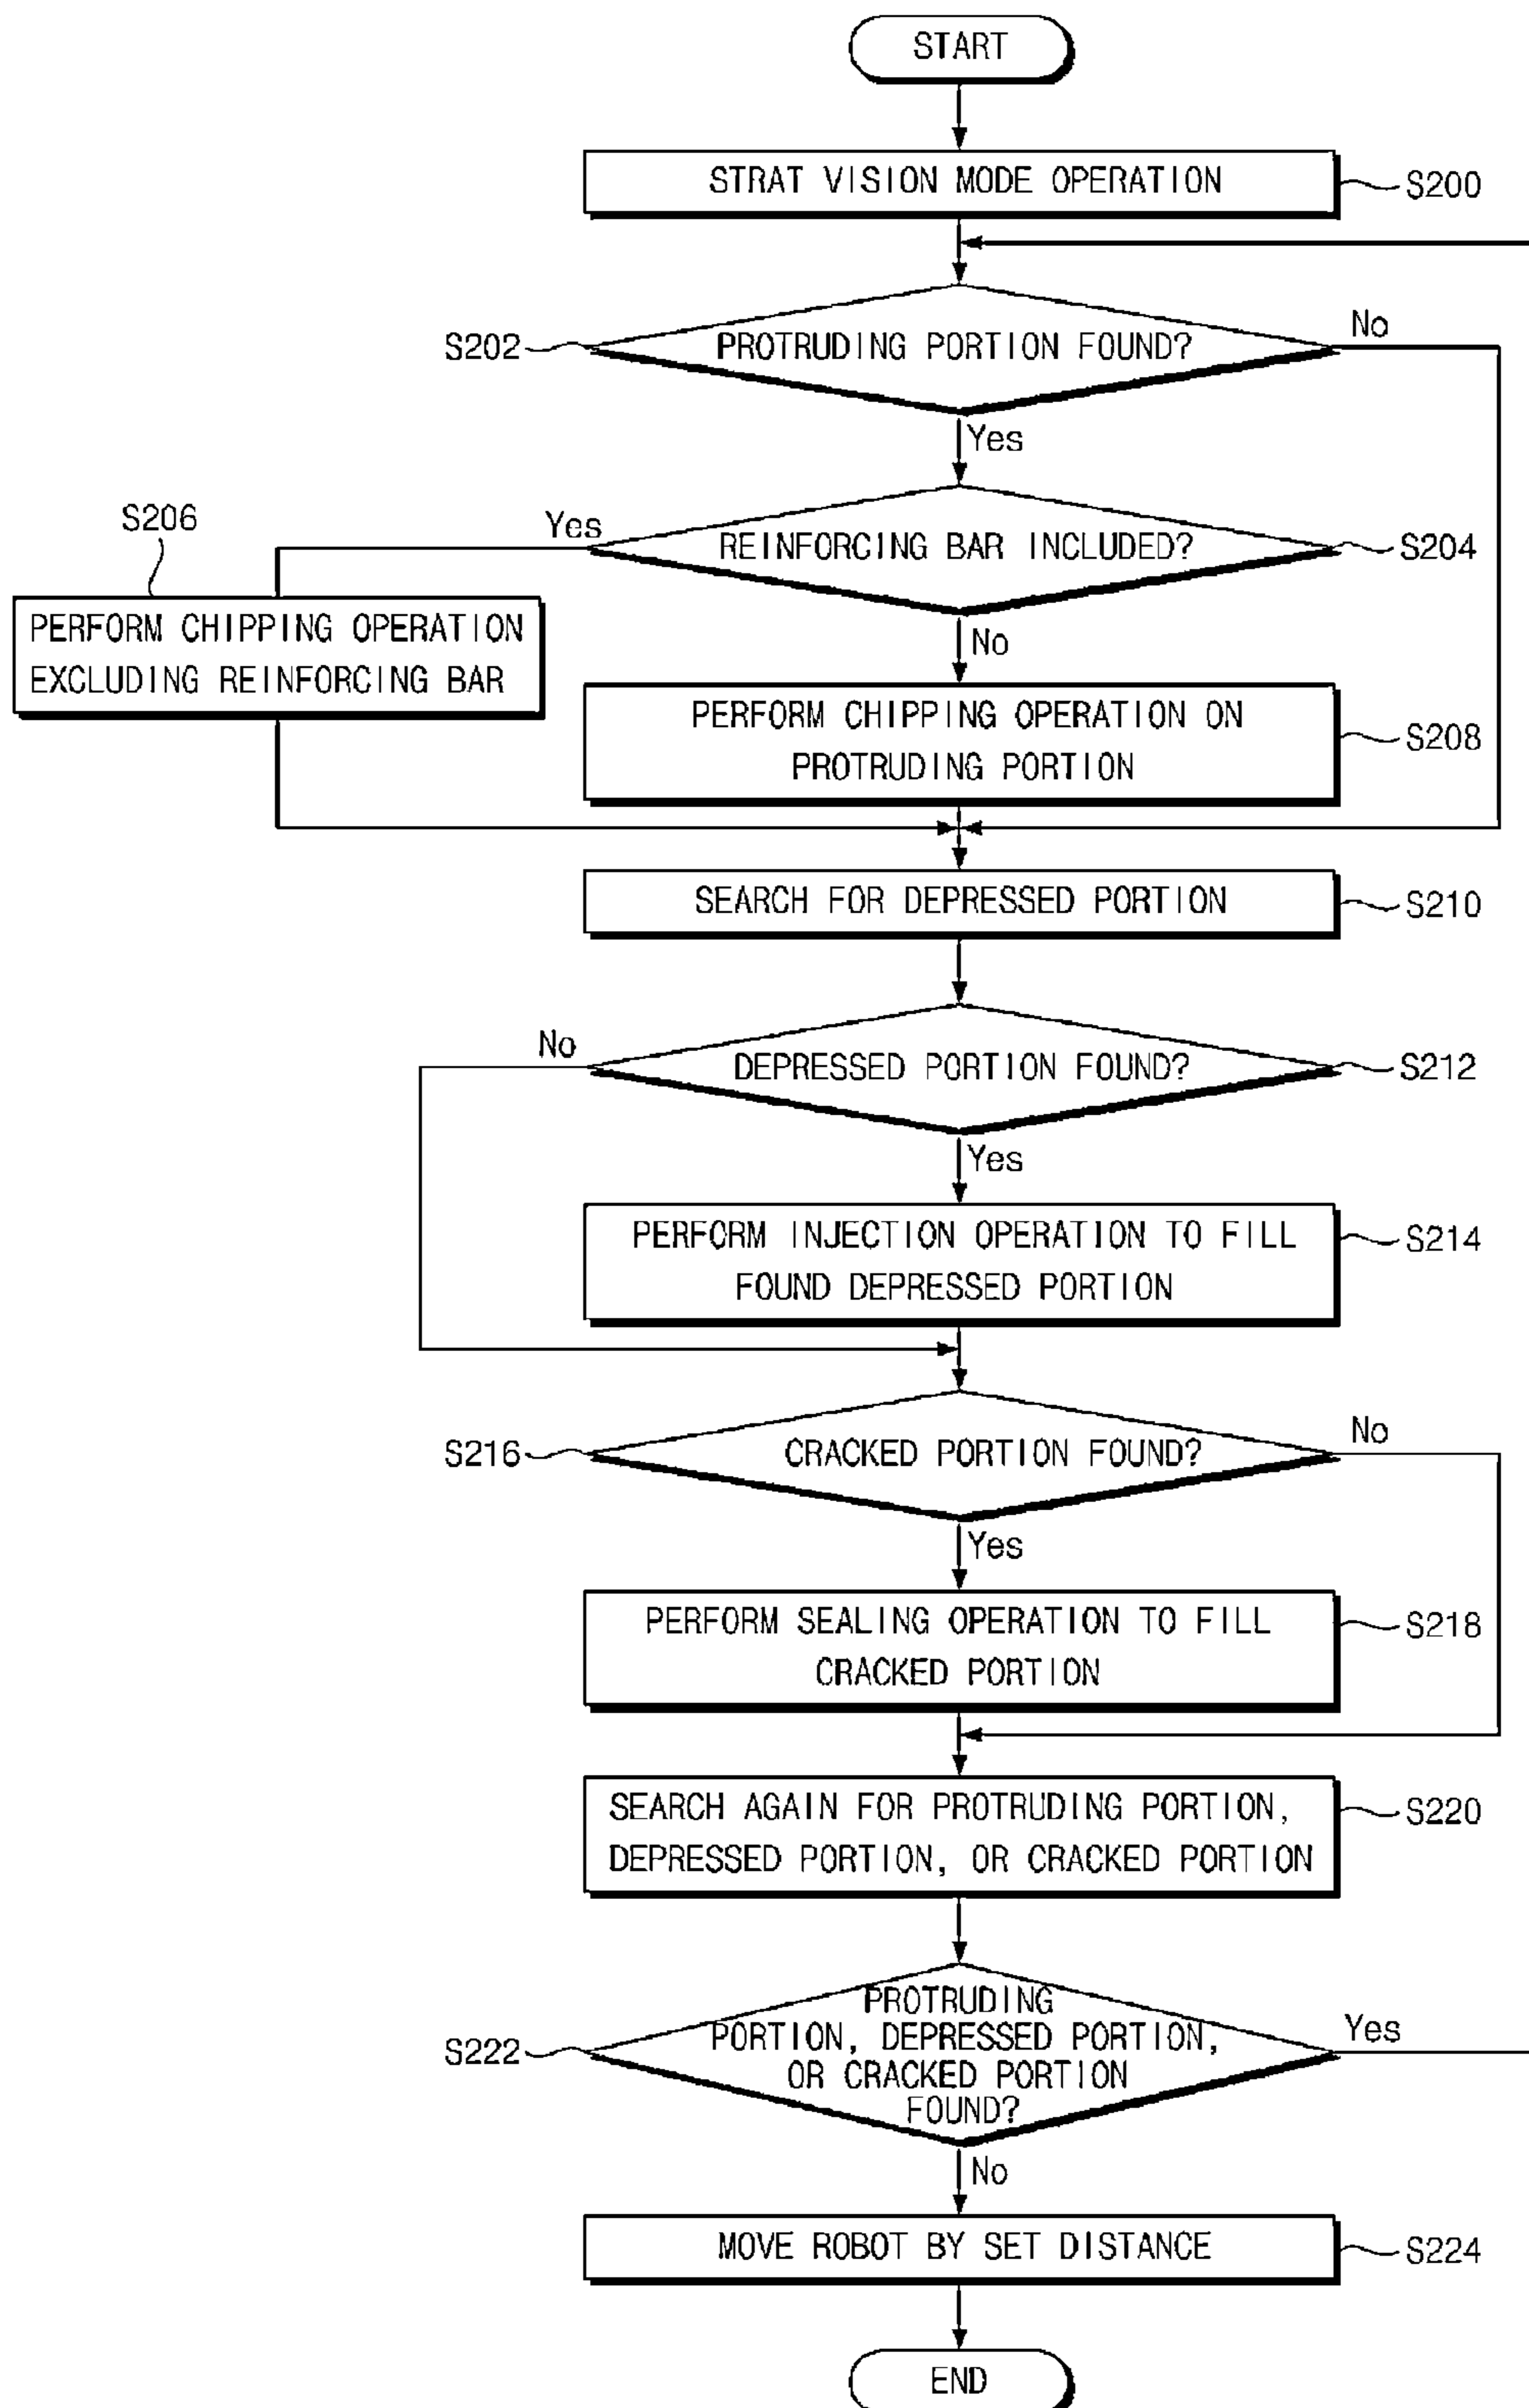 START
STRAT VISION MODE OPERATION
S200
S202
PROTRUDING PORTION FOUND?
No
Yes
S206
Yes
REINFORCING BAR INCLUDED?
S204
PERFORM CHIPPING OPERATION
EXCLUDING REINFORCING BAR
No
PERFORM CHIPPING OPERATION ON
PROTRUDING PORTION
S208
SEARCH FOR DEPRESSED PORTION
S210
No
DEPRESSED PORTION FOUND?
S212
Yes
PERFORM INJECTION OPERATION TO FILL
FOUND DEPRESSED PORTION
S214
S216
CRACKED PORTION FOUND?
No
Yes
PERFORM SEALING OPERATION TO FILL
CRACKED PORTION
S218
SEARCH AGAIN FOR PROTRUDING PORTION,
DEPRESSED PORTION, OR CRACKED PORTION
S220
S222
PROTRUDING
PORTION, DEPRESSED PORTION,
OR CRACKED PORTION
FOUND?
Yes
No
MOVE ROBOT BY SET DISTANCE
S224
END